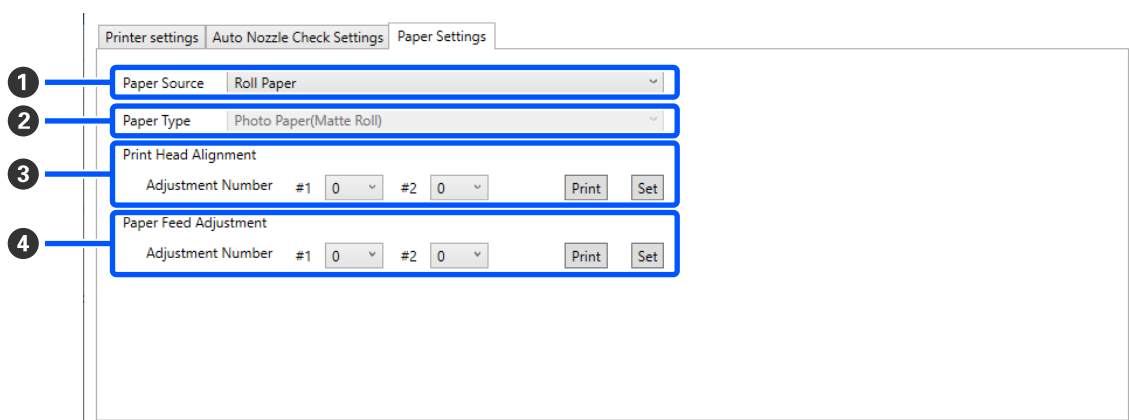 Printer settings Auto Nozzle Check Settings Paper Settings
1 Paper Source Roll Paper
2 Paper Type Photo Paper(Matte Roll)
Print Head Alignment
3 Adjustment Number #1 0 #2 0 Print Set
Paper Feed Adjustment
4 Adjustment Number #1 0 #2 0 Print Set